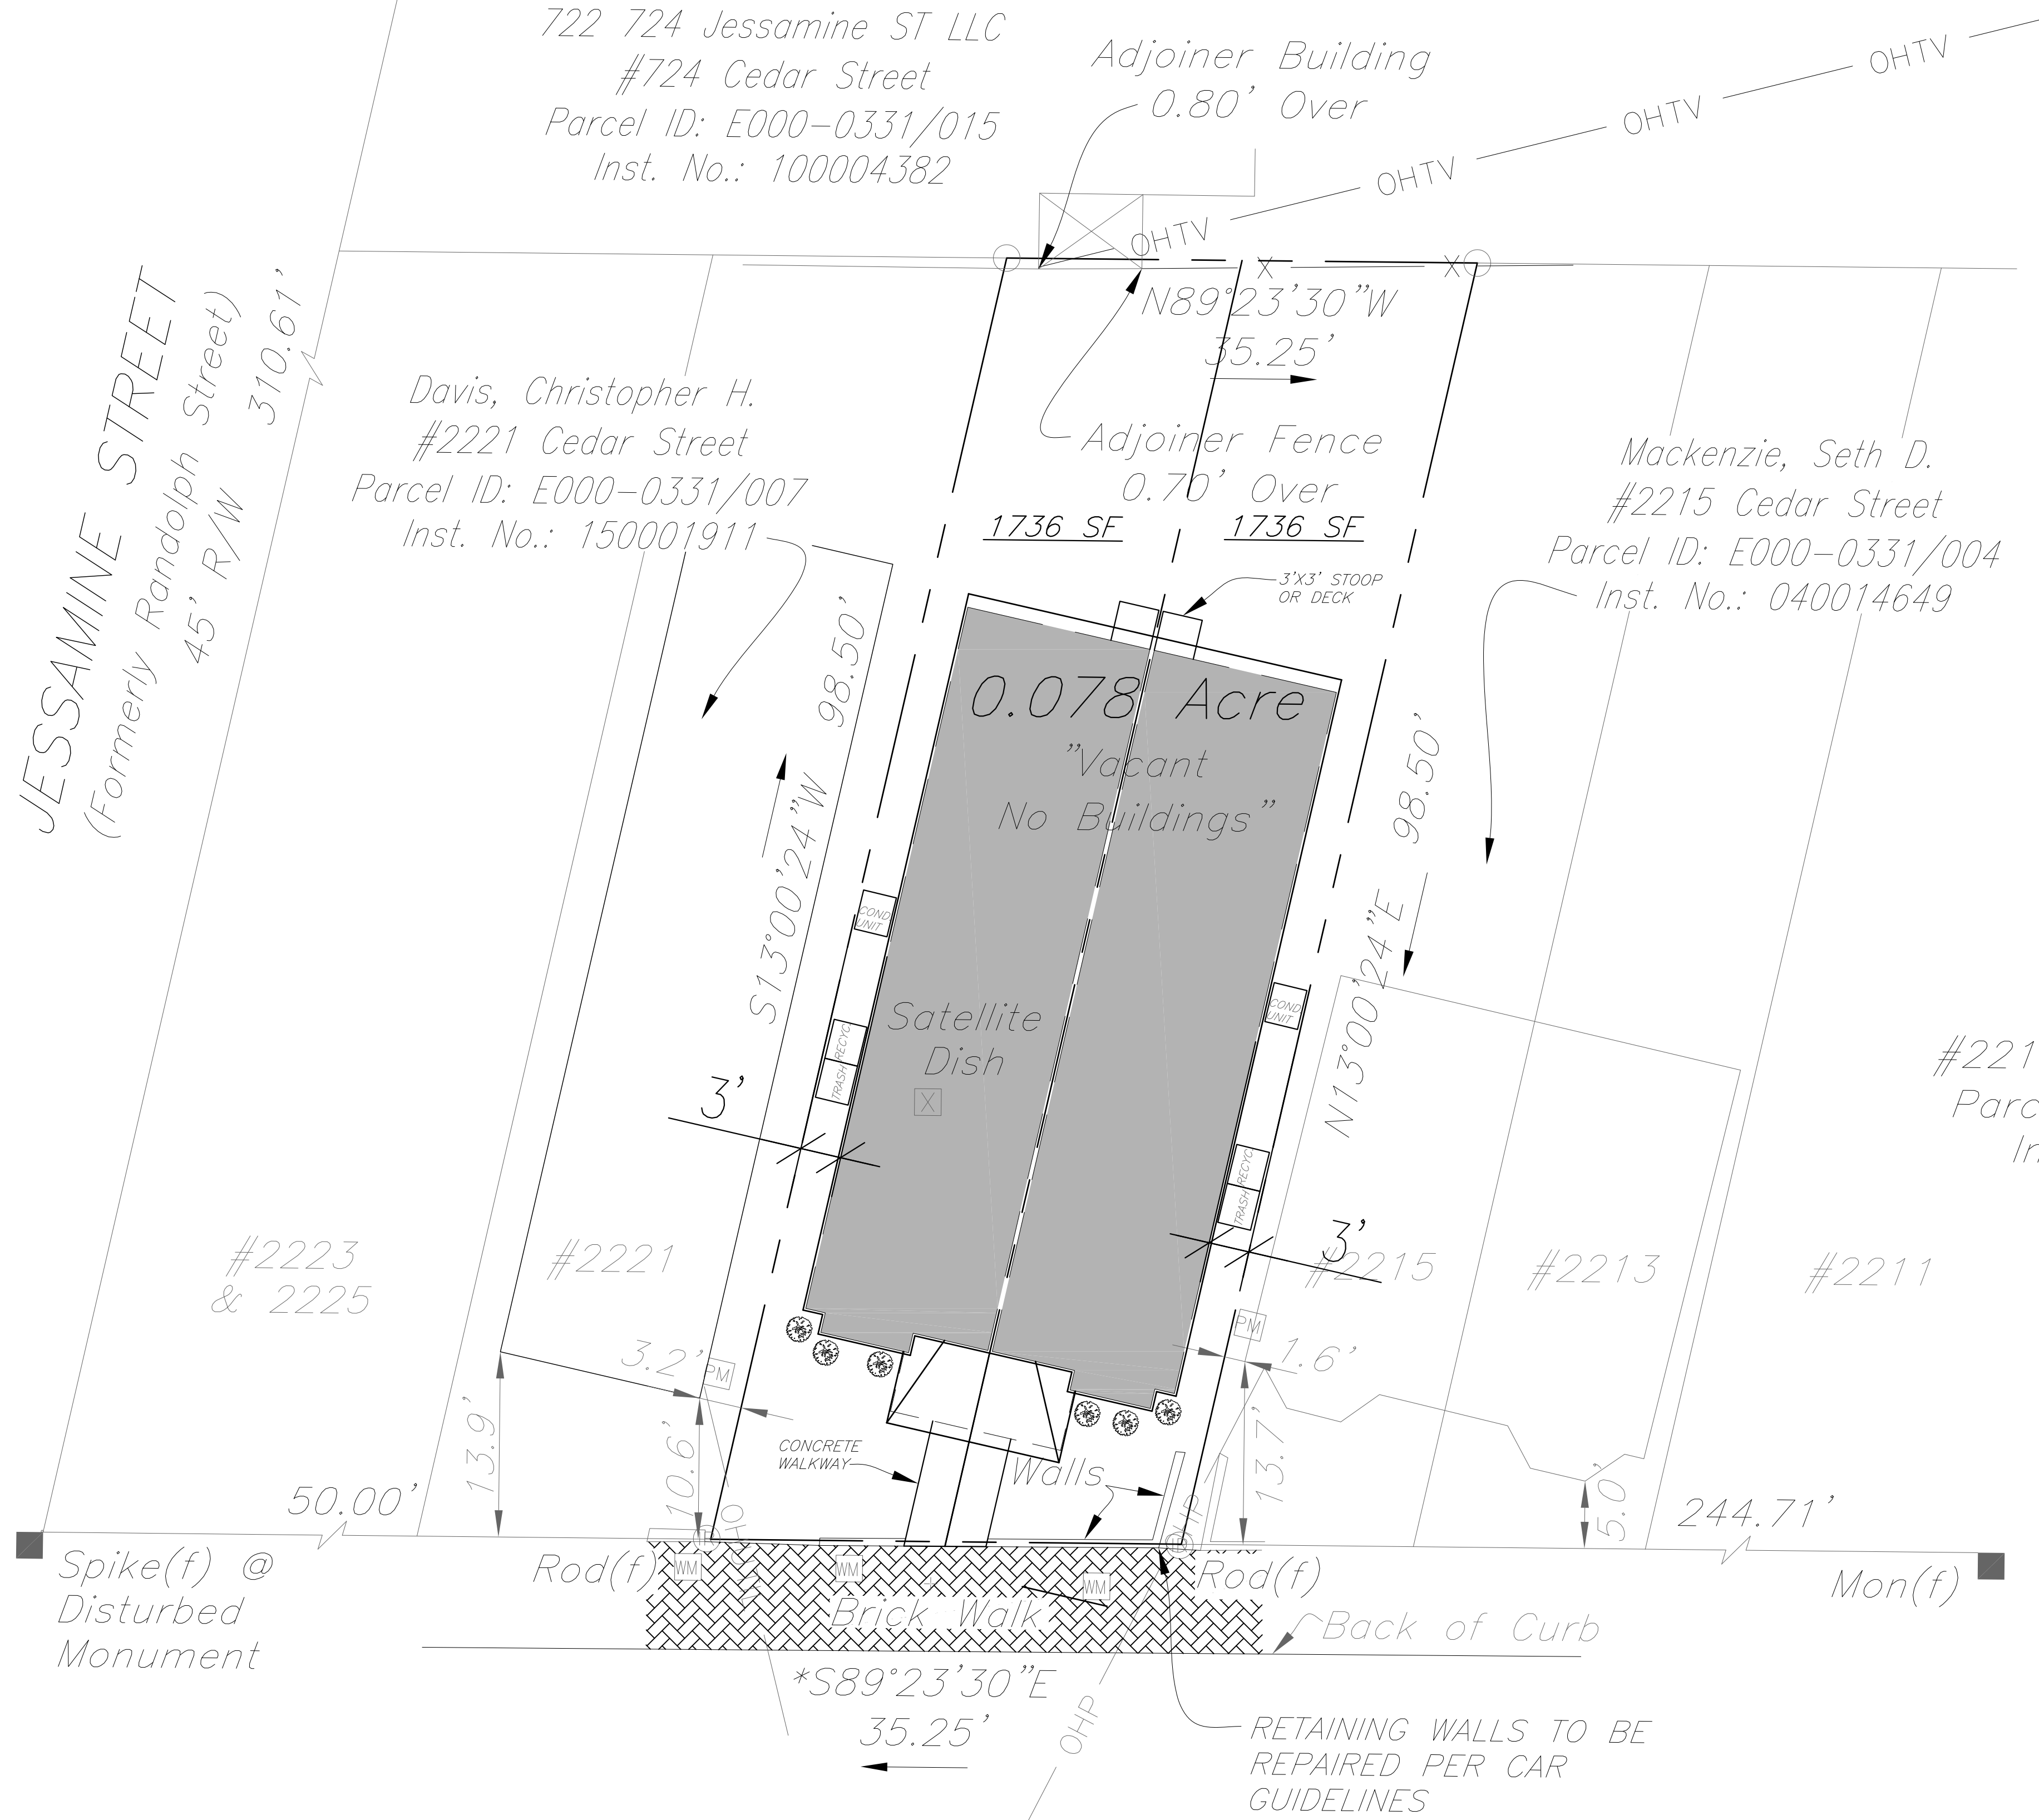 722 724 Jessamine ST LLC
#724 Cedar Street
Parcel ID: E000-0331/015
Inst. No.: 100004382
Adjoiner Building
0.80' Over
OHTV
OHTV
OHTV
OHTV
JESSAMINE STREET
(Formerly Randolph Street)
45' R/W
310.61'
N89°23'30"W
35.25'
Davis, Christopher H.
#2221 Cedar Street
Parcel ID: E000-0331/007
Inst. No.: 150001911
Adjoiner Fence
0.70' Over
Mackenzie, Seth D.
#2215 Cedar Street
Parcel ID: E000-0331/004
Inst. No.: 040014649
1736 SF
1736 SF
3'X3' STOOP
OR DECK
0.078 Acre
"Vacant
No Buildings"
S13°00'24"W 98.50'
N13°00'24"E 98.50'
COND
UNIT
COND
UNIT
Satellite
Dish
RECYC
TRASH
RECYC
TRASH
3'
3'
#221
Parc
In
#2223
& 2225
#2221
#2215
#2213
#2211
PM
PM
3.2'
1.6'
13.9'
10.6'
13.7'
5.0'
CONCRETE
WALKWAY
Walls
50.00'
244.71'
OHP
Spike(f) @
Disturbed
Monument
Rod(f)
WM
WM
WM
Rod(f)
Mon(f)
Brick Walk
Back of Curb
*S89°23'30"E
35.25'
OHP
RETAINING WALLS TO BE
REPAIRED PER CAR
GUIDELINES